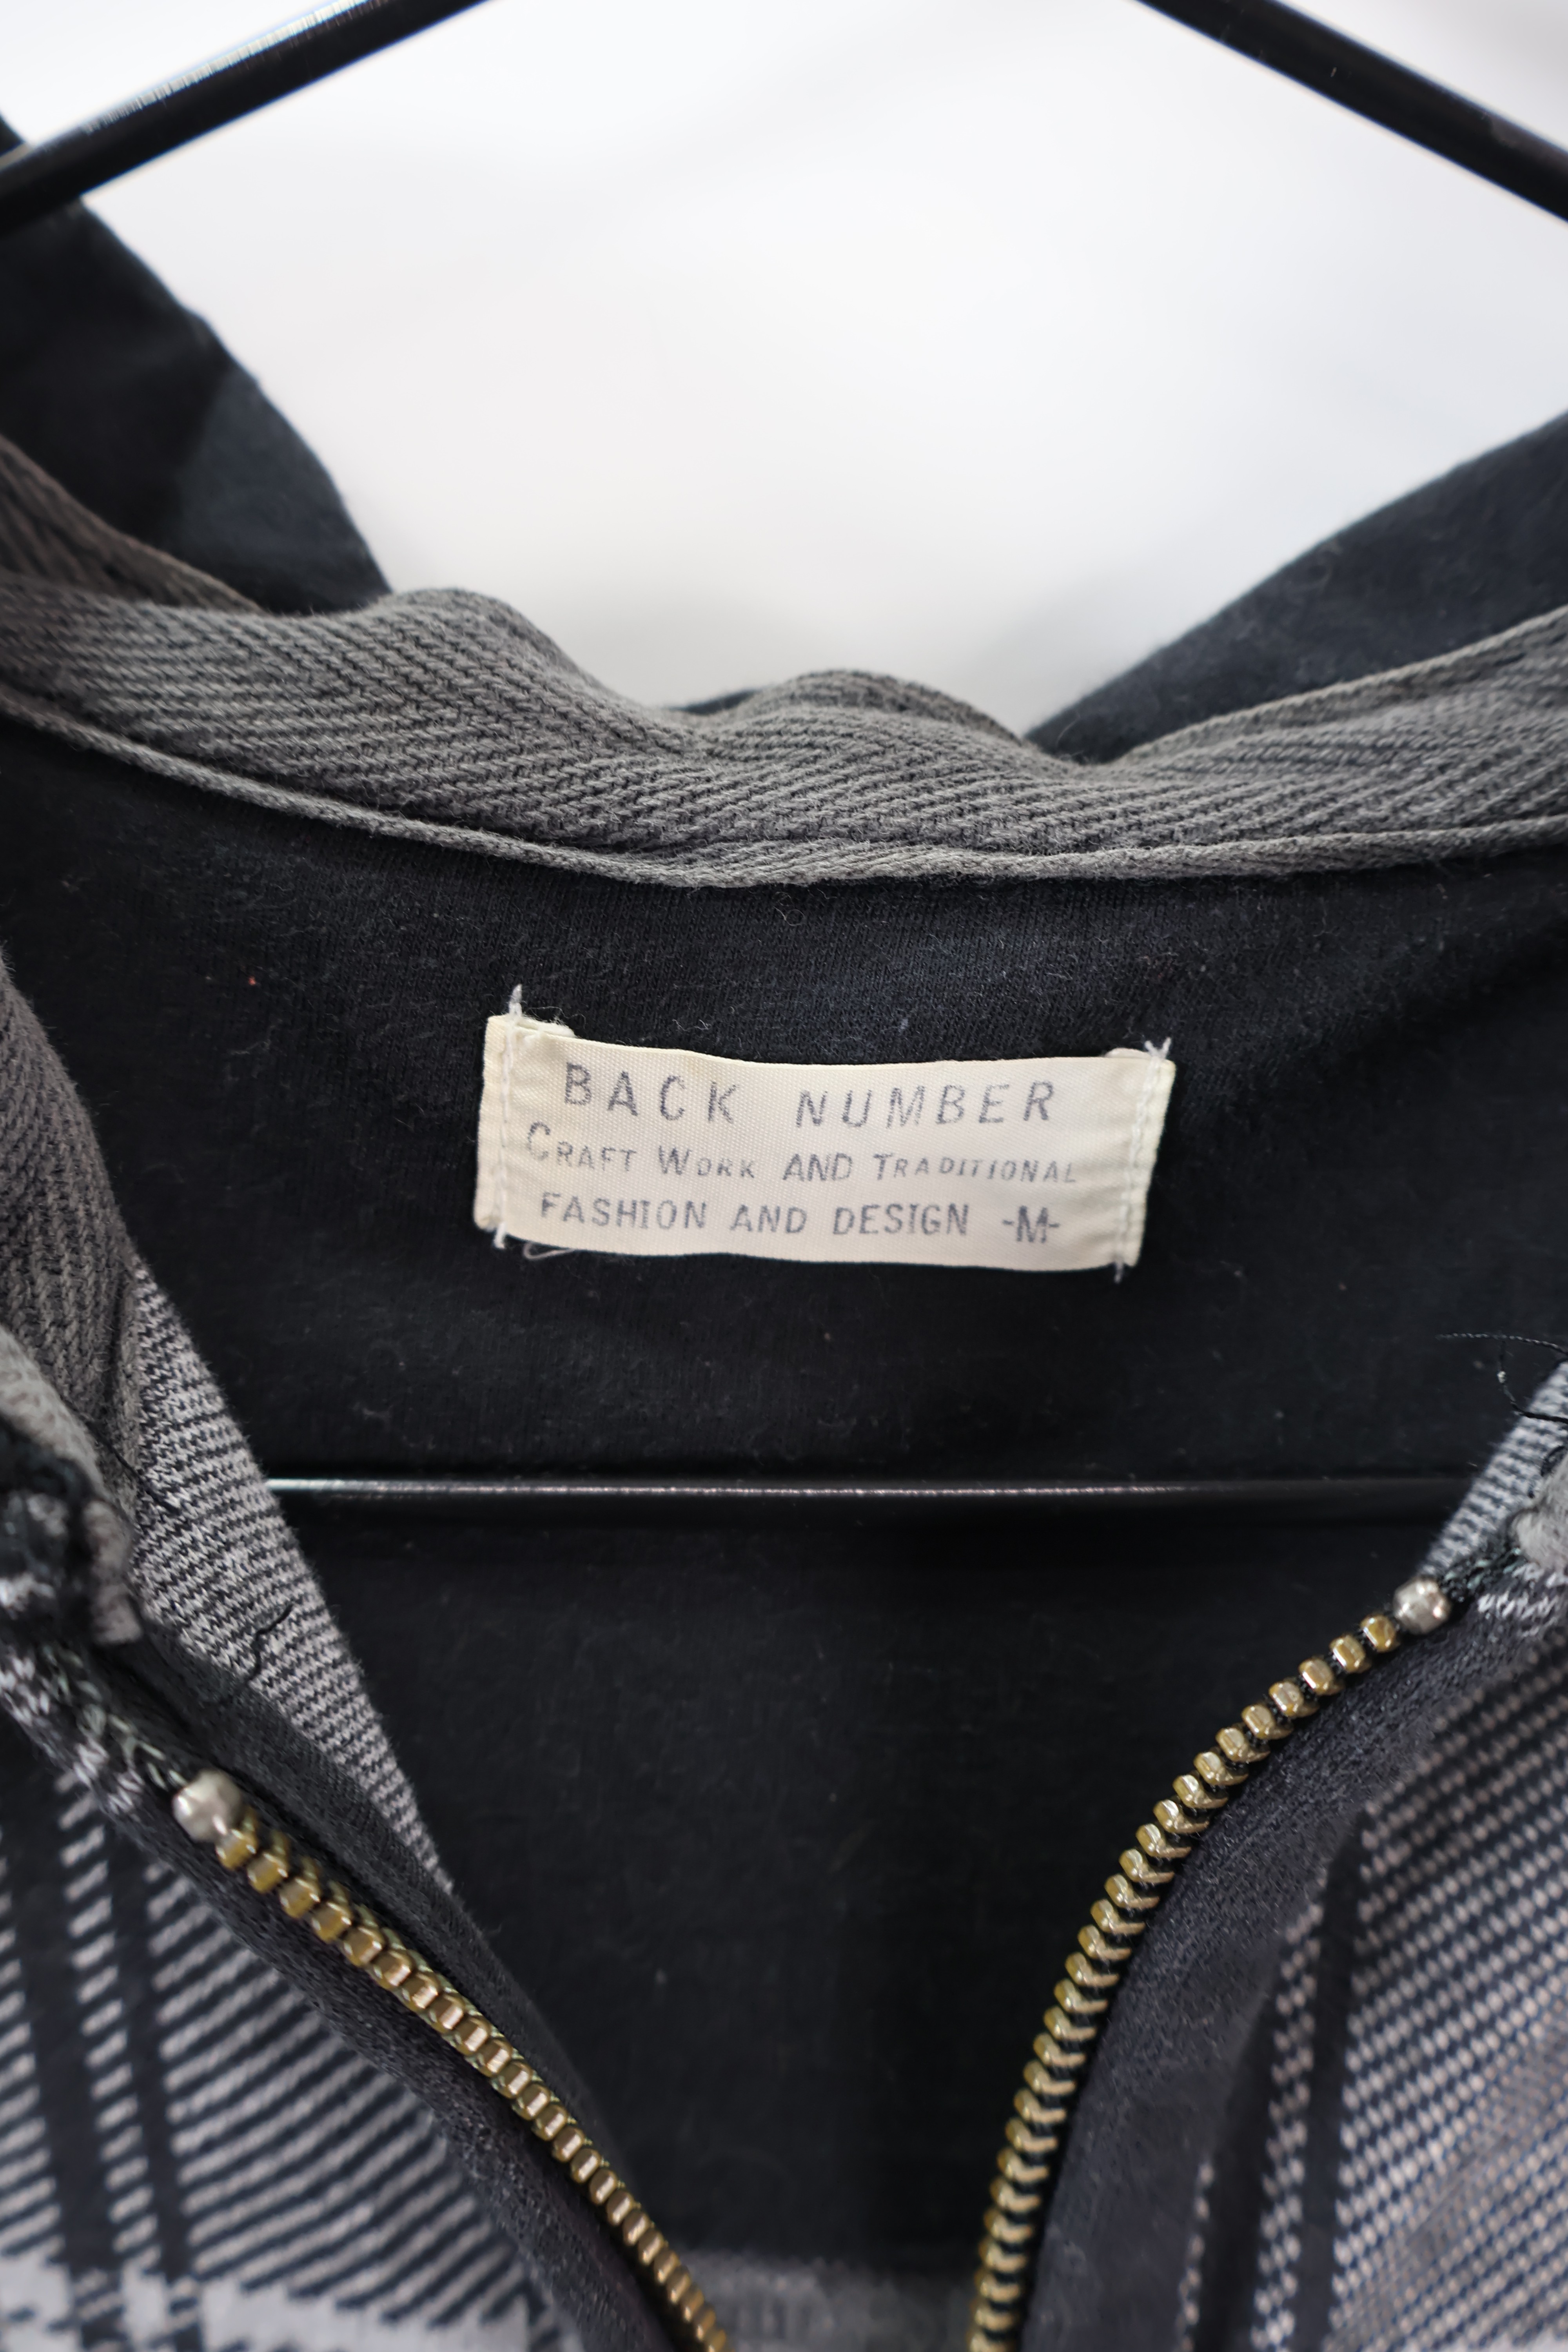 BACK NUMBER
CRAFT WORK AND TRADITIONAL
FASHION AND DESIGN -M-